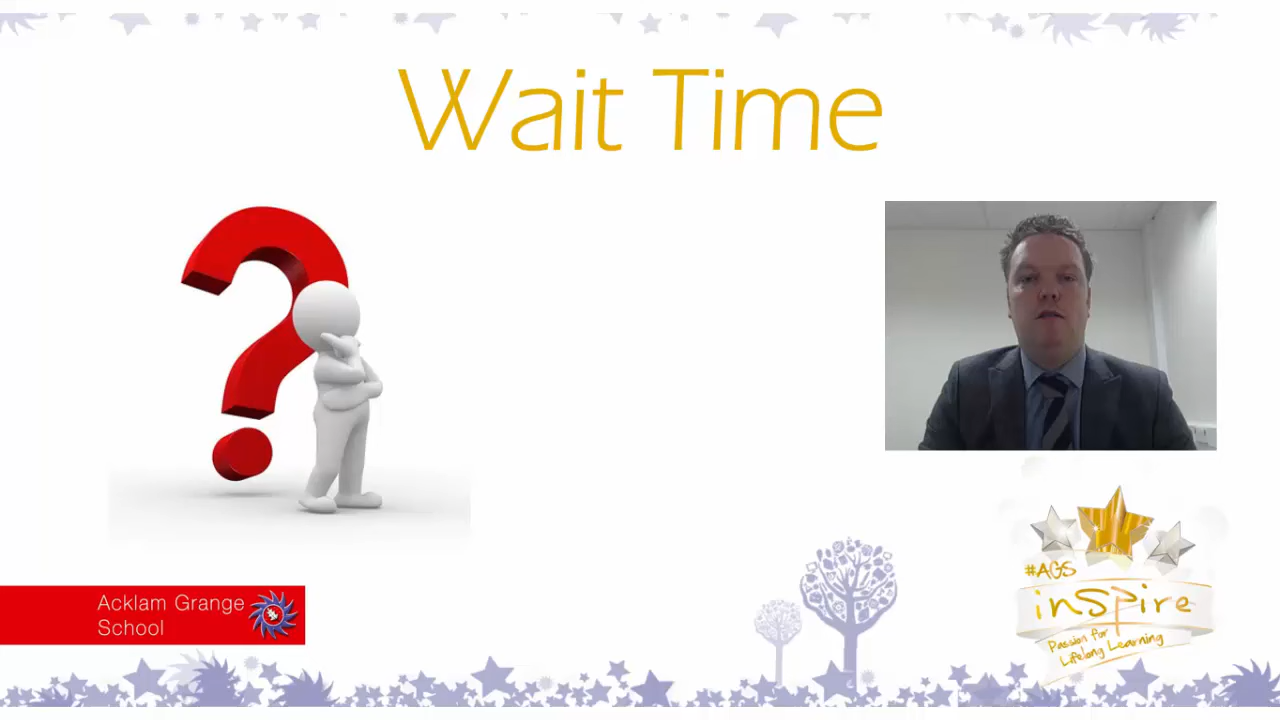 Wait Time
Acklam Grange
School
#AGS
inspire
Passion for
Lifelong Learning